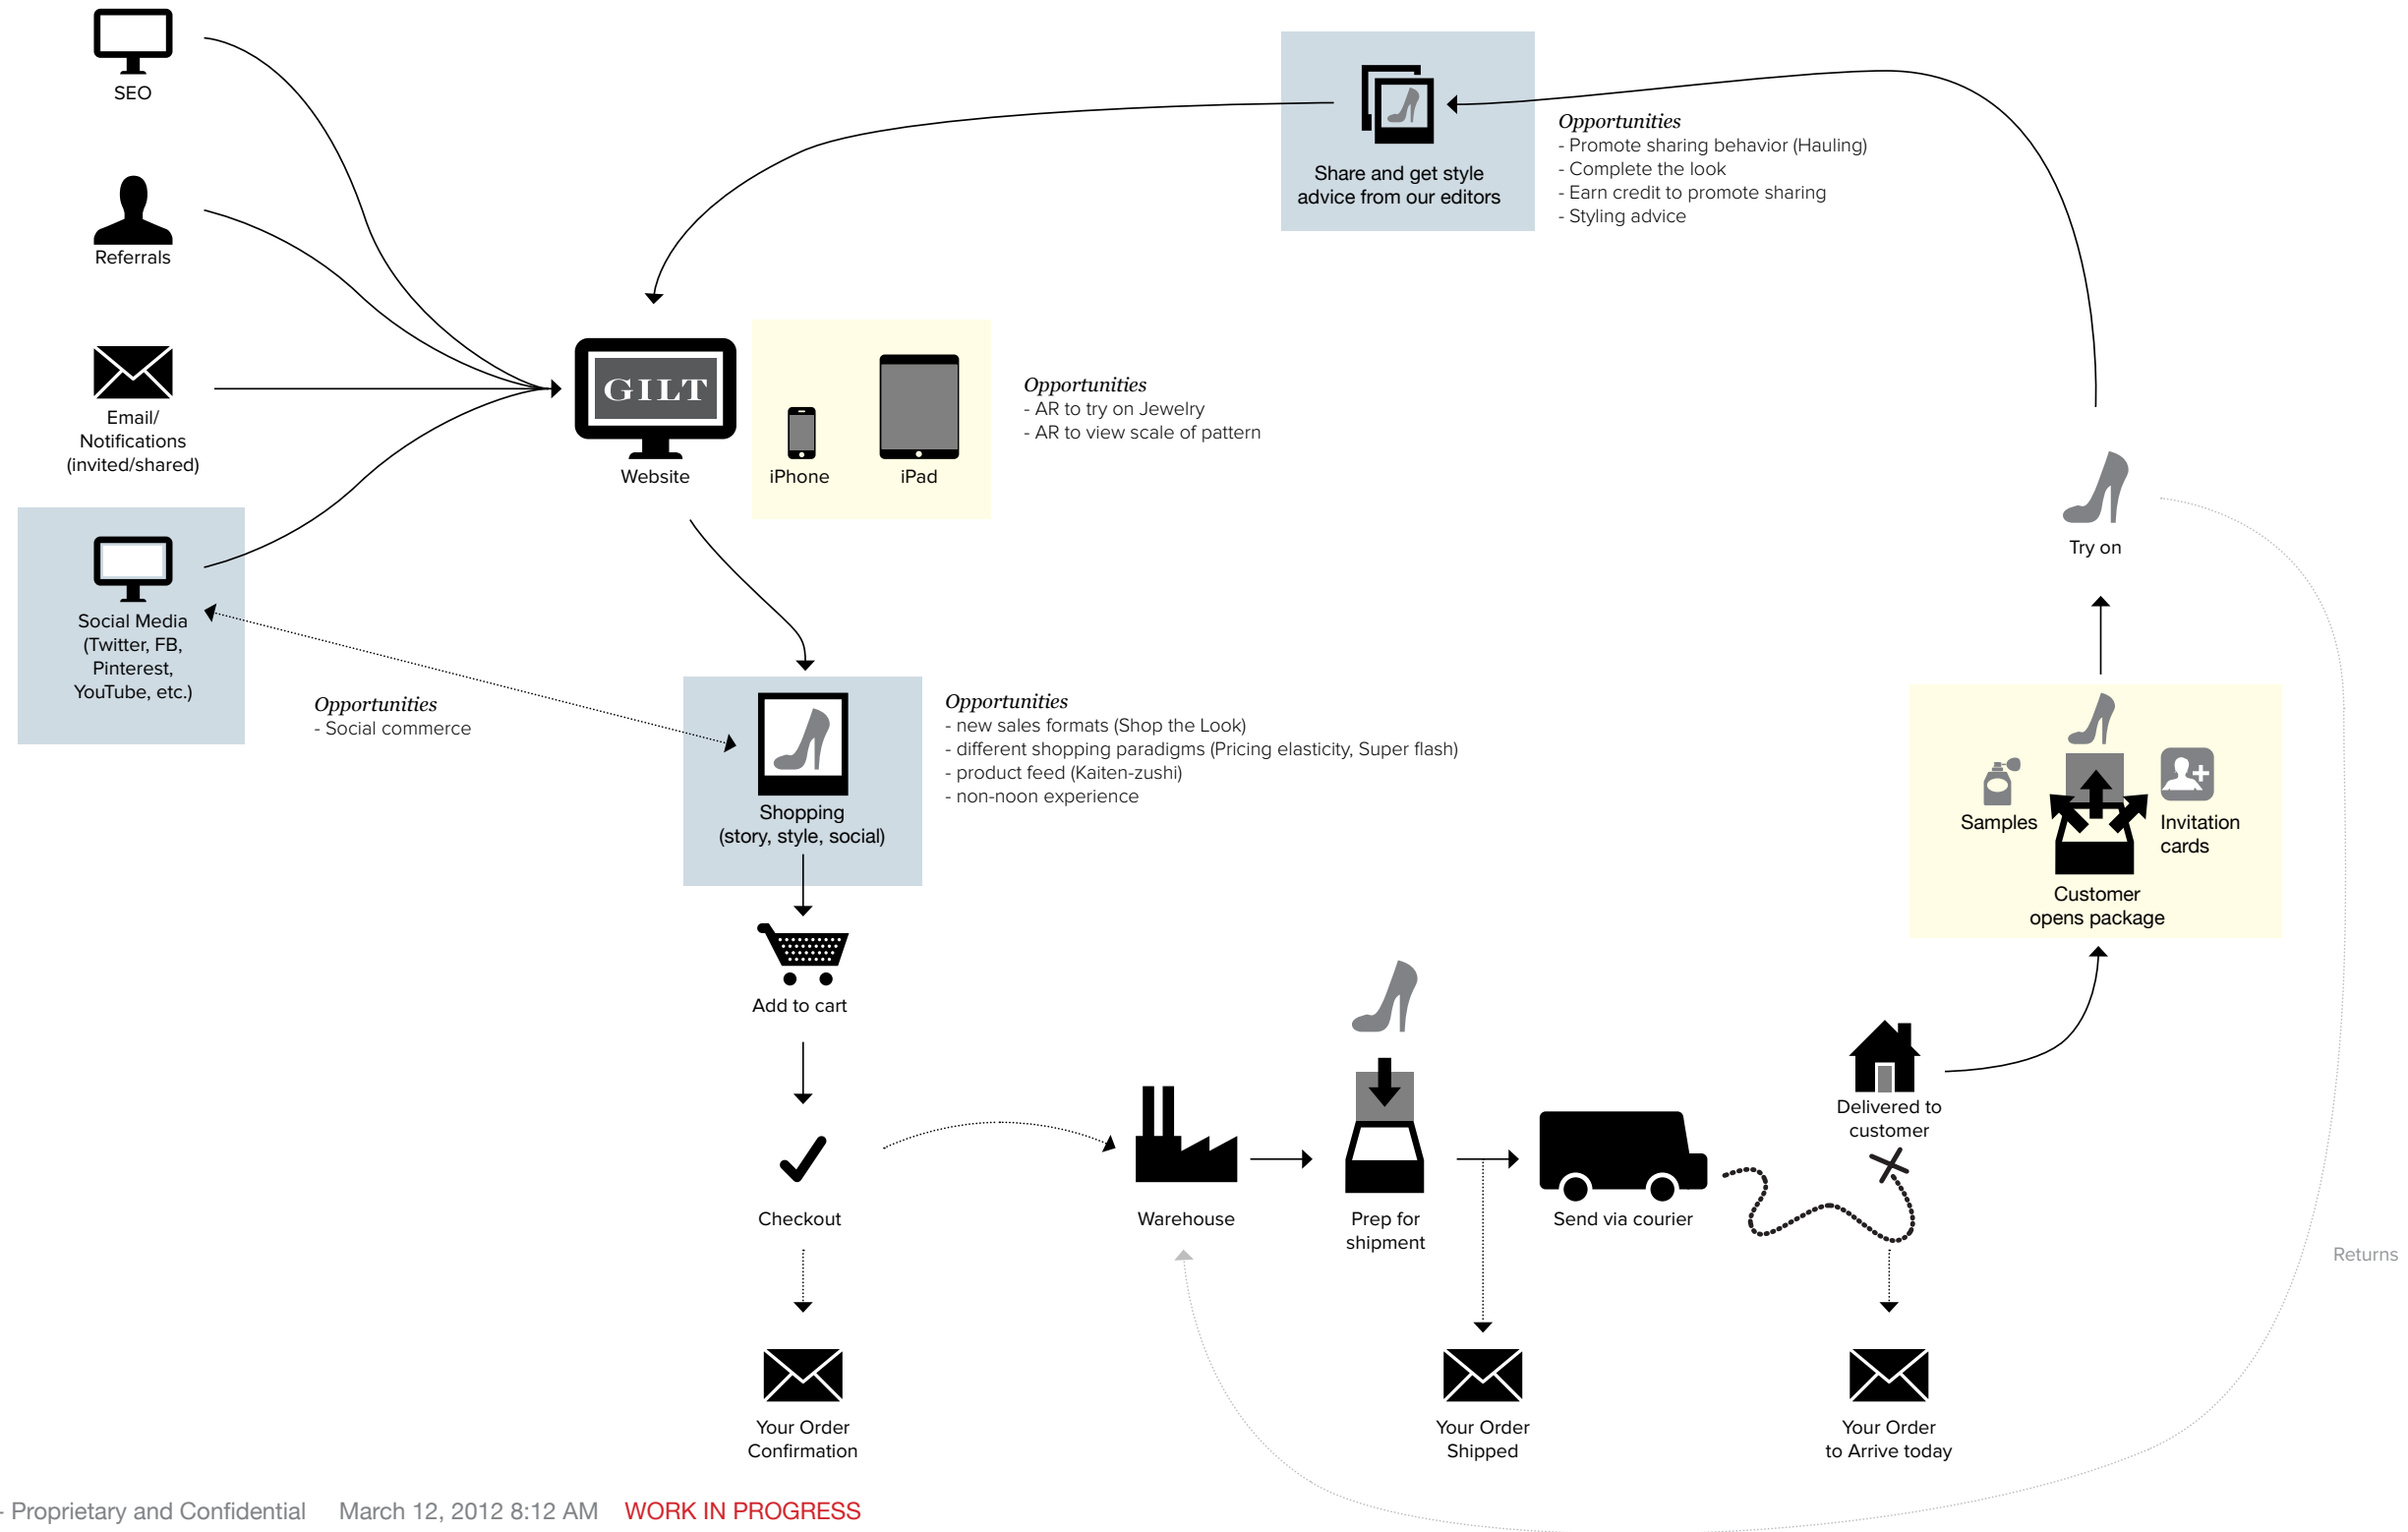 SEO
Referrals
Email/
Notifications
(invited/shared)
Social Media
(Twitter, FB,
Pinterest,
YouTube, etc.)
Opportunities
- Social commerce
GILT
Website
iPhone
iPad
Opportunities
- AR to try on Jewelry
- AR to view scale of pattern
Share and get style
advice from our editors
Opportunities
- Promote sharing behavior (Hauling)
- Complete the look
- Earn credit to promote sharing
- Styling advice
Shopping
(story, style, social)
Opportunities
- new sales formats (Shop the Look)
- different shopping paradigms (Pricing elasticity, Super flash)
- product feed (Kaiten-zushi)
- non-noon experience
Add to cart
Checkout
Your Order
Confirmation
Warehouse
Prep for
shipment
Your Order
Shipped
Send via courier
Delivered to
customer
Your Order
to Arrive today
Samples
Invitation
cards
Customer
opens package
Try on
Returns
- Proprietary and Confidential March 12, 2012 8:12 AM WORK IN PROGRESS